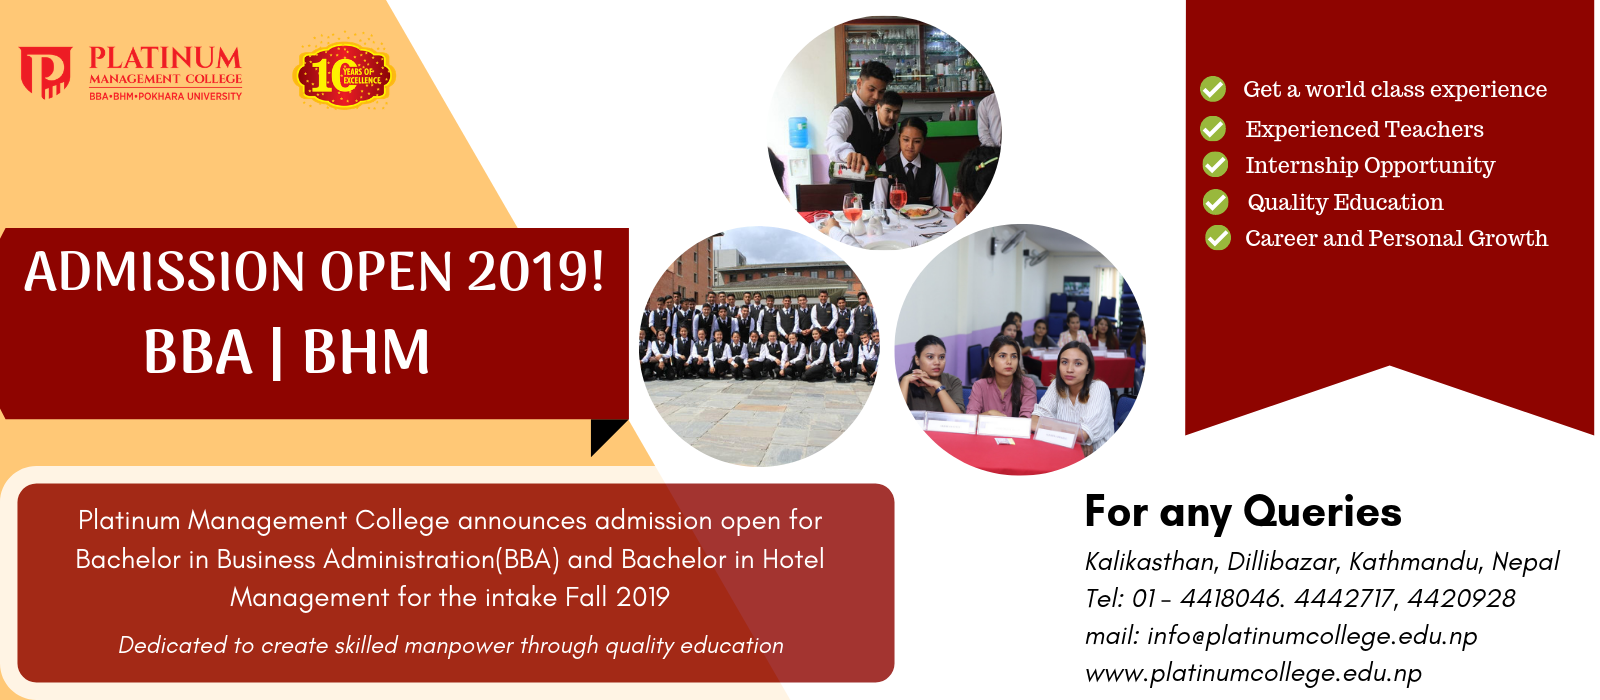 PLATINUM
MANAGEMENT COLLEGE
BBA•BHM•POKHARA UNIVERSITY
10 YEARS OF
EXCELLENCE
ADMISSION OPEN 2019!
BBA | BHM
Get a world class experience
Experienced Teachers
Internship Opportunity
Quality Education
Career and Personal Growth
Platinum Management College announces admission open for
Bachelor in Business Administration(BBA) and Bachelor in Hotel
Management for the intake Fall 2019
Dedicated to create skilled manpower through quality education
For any Queries
Kalikasthan, Dillibazar, Kathmandu, Nepal
Tel: 01 - 4418046. 4442717, 4420928
mail: info@platinumcollege.edu.np
www.platinumcollege.edu.np